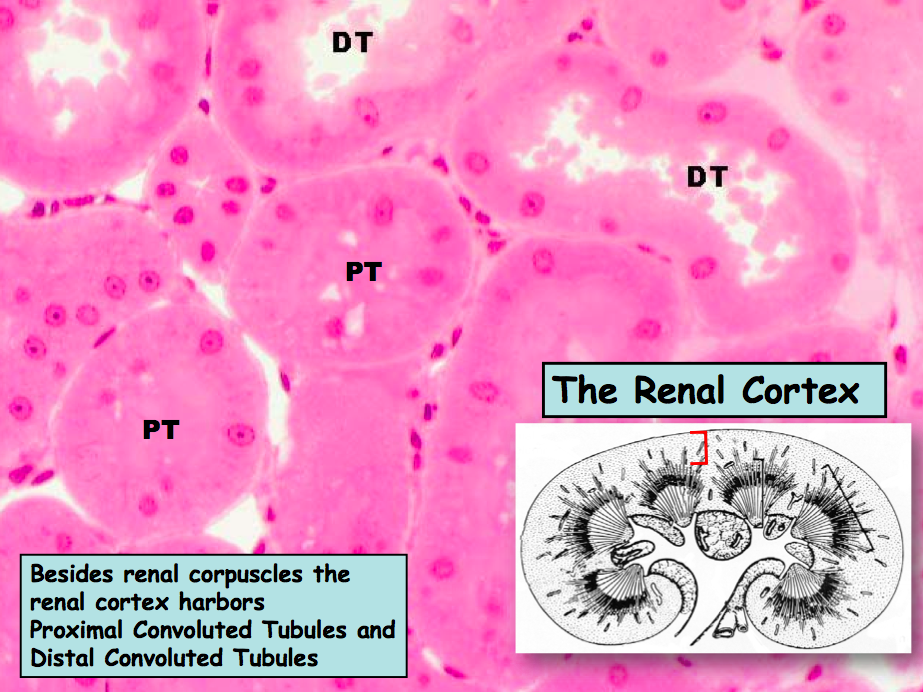 DT
DT
PT
PT
The Renal Cortex
Besides renal corpuscles the
renal cortex harbors
Proximal Convoluted Tubules and
Distal Convoluted Tubules